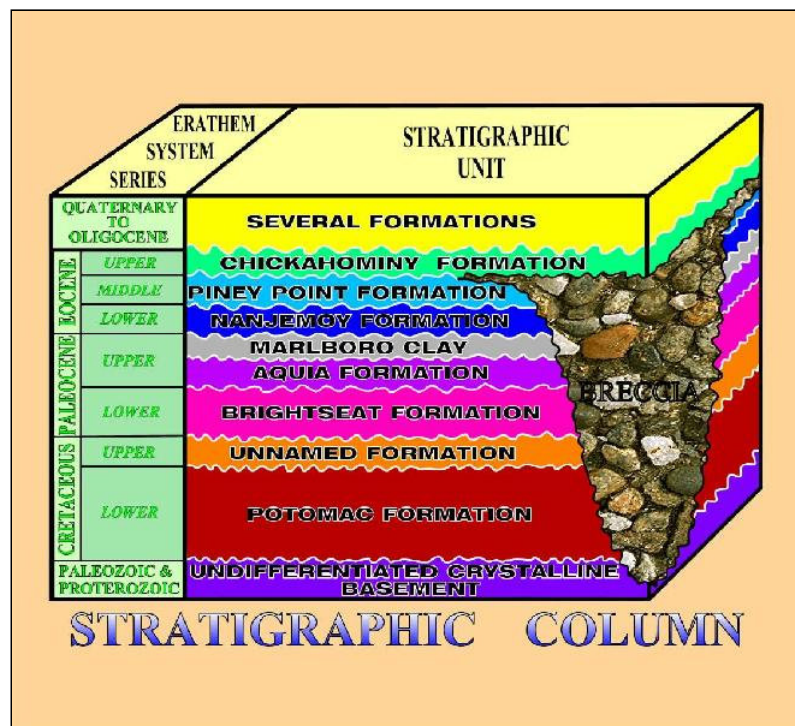 ERATHEM
SYSTEM
SERIES
STRATIGRAPHIC
UNIT
QUATERNARY
TO
OLIGOCENE
SEVERAL FORMATIONS
EOCENE
UPPER
CHICKAHOMINY FORMATION
MIDDLE
PINEY POINT FORMATION
LOWER
NANJEMOY FORMATION
PALEOCENE
UPPER
MARLBORO CLAY
AQUIA FORMATION
LOWER
BRIGHTSEAT FORMATION
CRETACEOUS
UPPER
UNNAMED FORMATION
LOWER
POTOMAC FORMATION
PALEOZOIC &
PROTEROZOIC
UNDIFFERENTIATED CRYSTALLINE
BASEMENT
BRECCIA
STRATIGRAPHIC COLUMN